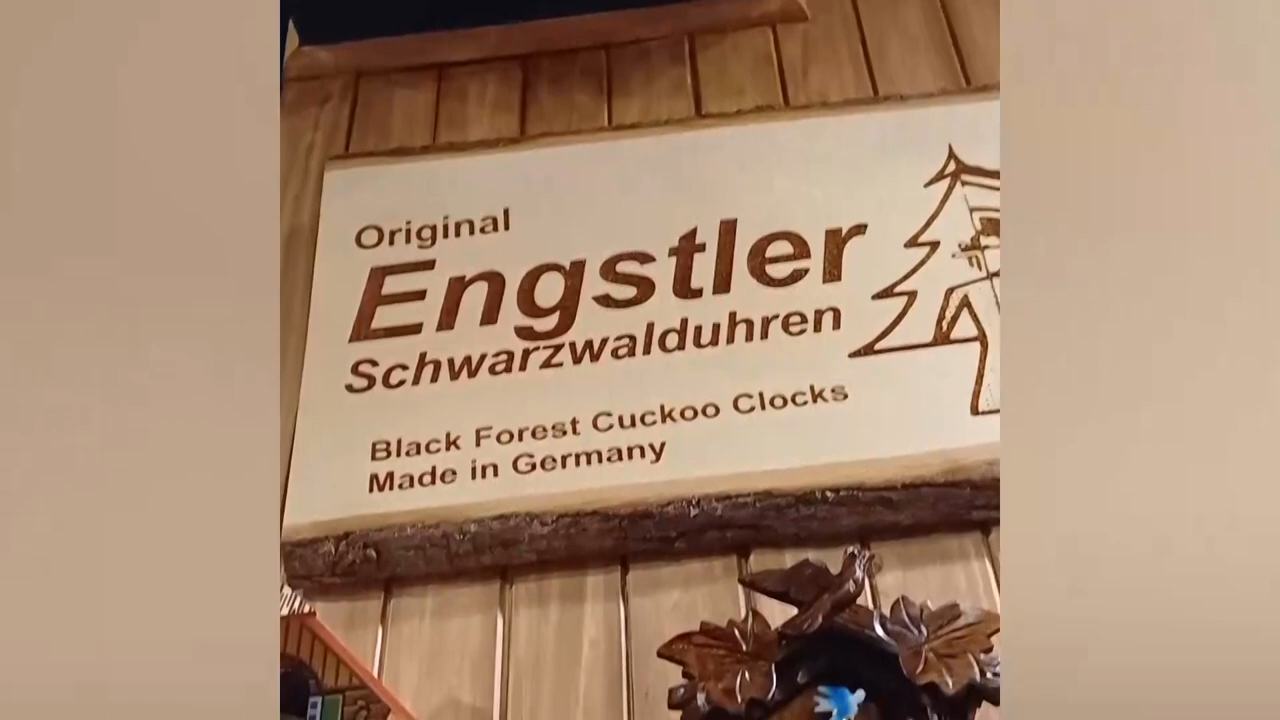 Original
Engstler
Schwarzwalduhren
Black Forest Cuckoo Clocks
Made in Germany